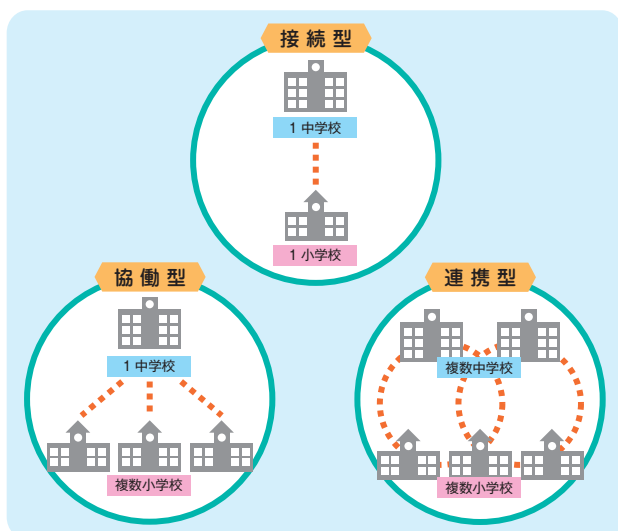 接続型
1 中学校
1 小学校
協働型
1 中学校
複数小学校
連携型
複数中学校
複数小学校